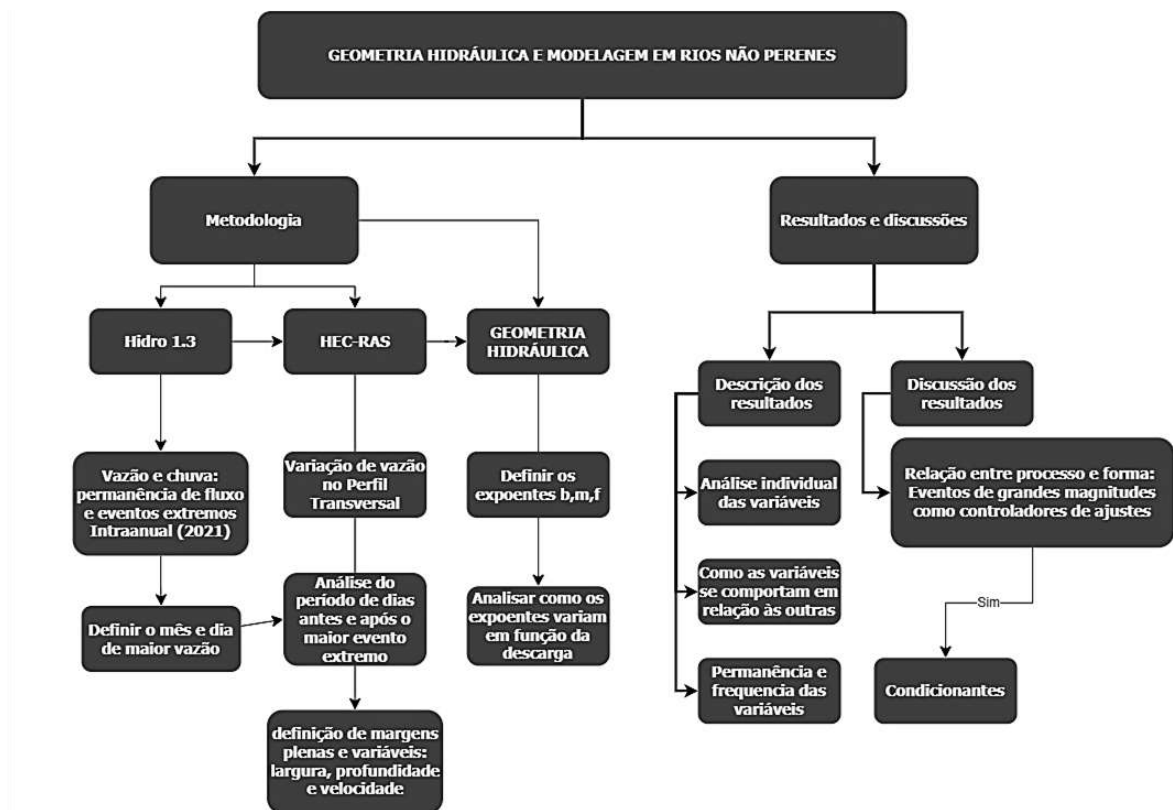 GEOMETRIA HIDRÁULICA E MODELAGEM EM RIOS NÃO PERENES
Metodologia
Resultados e discussões
Hidro 1.3
HEC-RAS
GEOMETRIA
HIDRÁULICA
Descrição dos
resultados
Discussão dos
resultados
Vazão e chuva:
permanência de fluxo
e eventos extremos
Intraanual (2021)
Variação de vazão
no Perfil
Transversal
Definir os
expoentes b,m,f
Análise individual
das variáveis
Relação entre processo e forma:
Eventos de grandes magnitudes
como controladores de ajustes
Definir o mês e dia
de maior vazão
Análise do
período de dias
antes e após o
maior evento
extremo
Analisar como os
expoentes variam
em função da
descarga
Como as variáveis
se comportam em
relação às outras
Sim
Permanência e
frequencia das
variáveis
Condicionantes
definição de margens
plenas e variáveis:
largura, profundidade
e velocidade